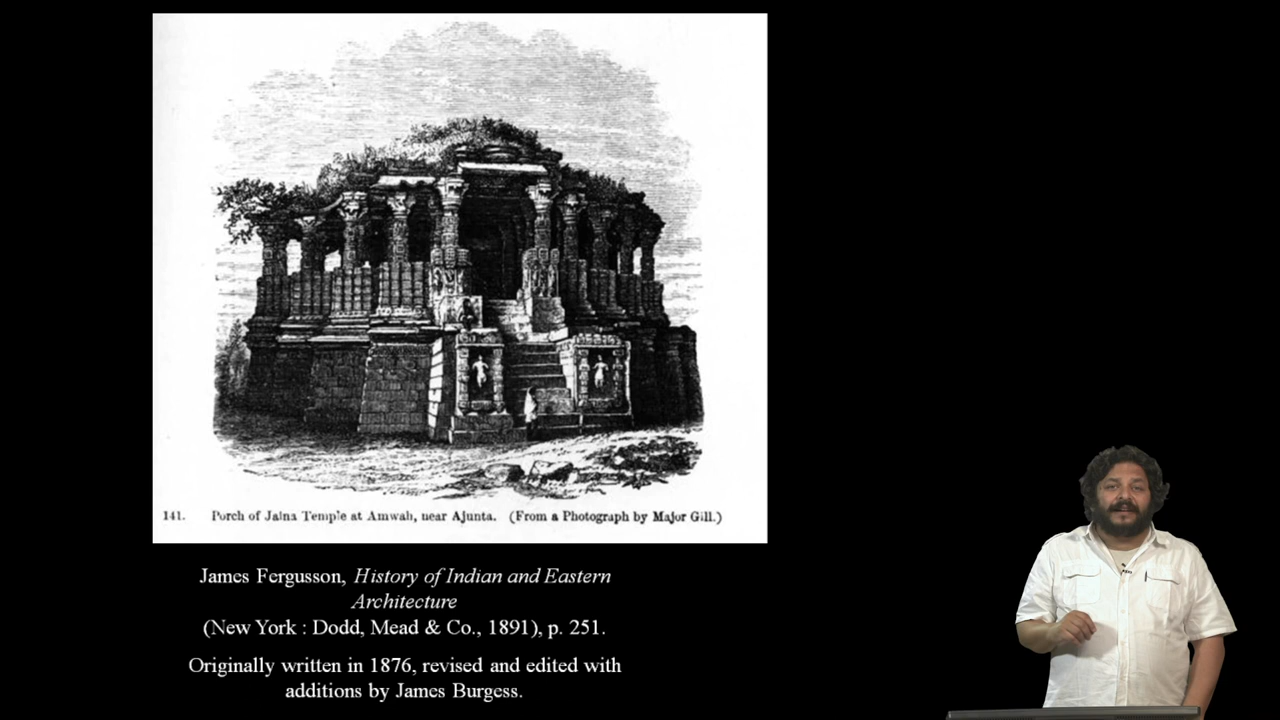 141. Porch of Jaina Temple at Amwah, near Ajunta. (From a Photograph by Major Gill.)
James Fergusson, History of Indian and Eastern
Architecture
(New York : Dodd, Mead & Co., 1891), p. 251.
Originally written in 1876, revised and edited with
additions by James Burgess.